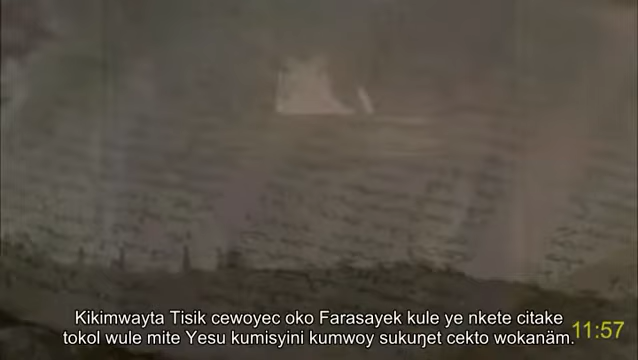 Kikimwayta Tisik cewoyec oko Farasayek kule ye nkete citake
tokol wule mite Yesu kumisyini kumwoy sukuŋet cekto wokanäm.
11:57